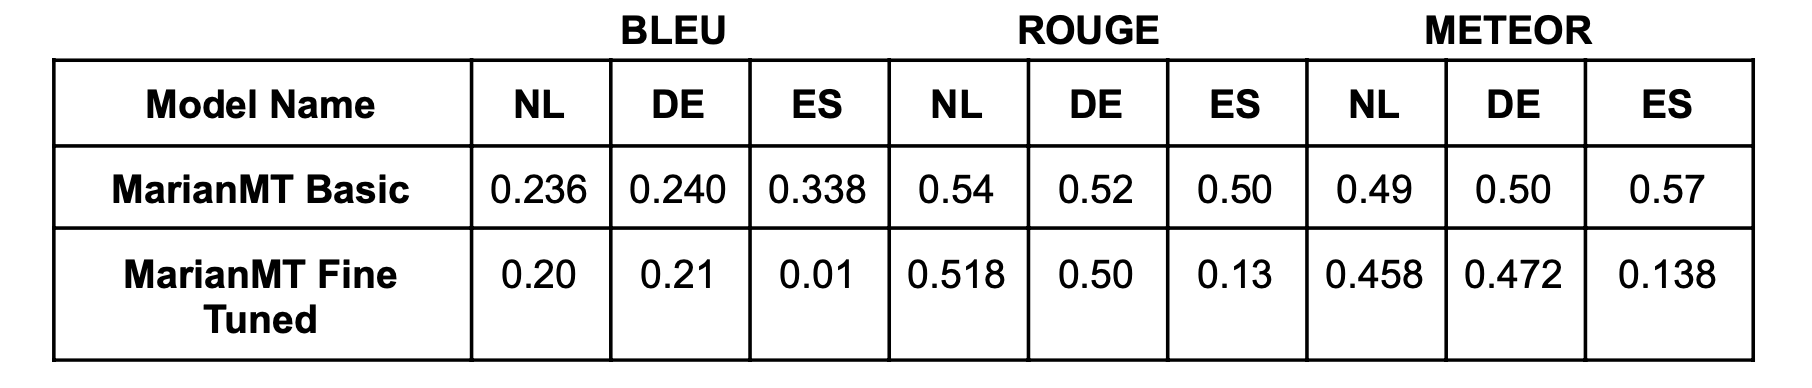 BLEU ROUGE METEOR
Model Name NL DE ES NL DE ES NL DE ES
MarianMT Basic 0.236 0.240 0.338 0.54 0.52 0.50 0.49 0.50 0.57
MarianMT Fine 0.20 0.21 0.01 0.518 0.50 0.13 0.458 0.472 0.138
Tuned